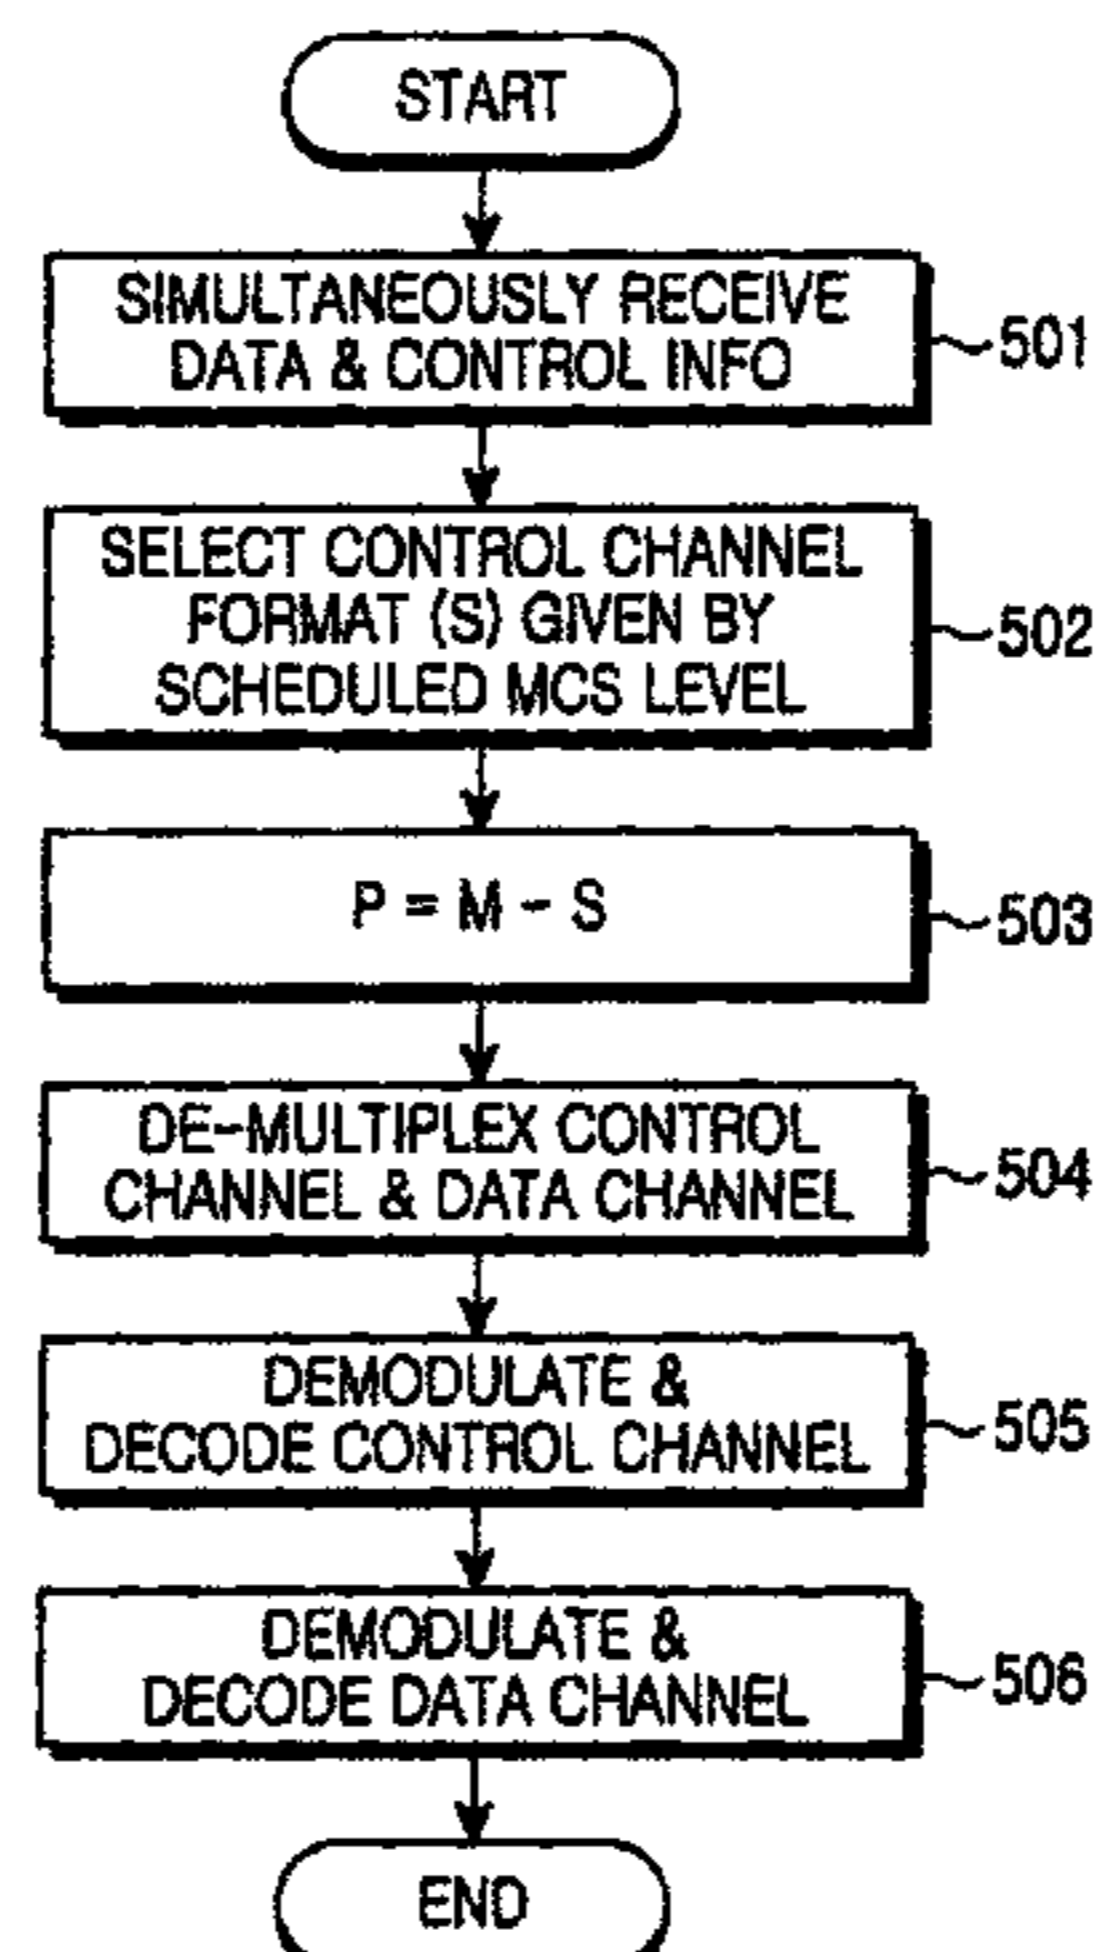 START
SIMULTANEOUSLY RECEIVE
DATA & CONTROL INFO
501
SELECT CONTROL CHANNEL
FORMAT (S) GIVEN BY
SCHEDULED MCS LEVEL
502
P = M - S
503
DE-MULTIPLEX CONTROL
CHANNEL & DATA CHANNEL
504
DEMODULATE &
DECODE CONTROL CHANNEL
505
DEMODULATE &
DECODE DATA CHANNEL
506
END